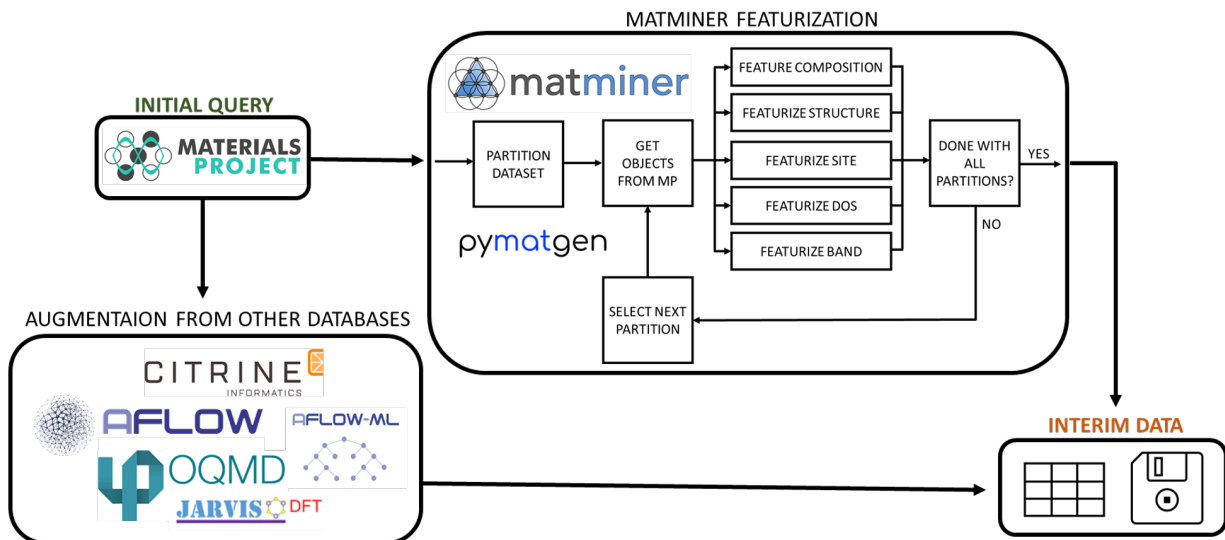 MATMINER FEATURIZATION
matminer
FEATURE COMPOSITION
FEATURIZE STRUCTURE
FEATURIZE SITE
FEATURIZE DOS
FEATURIZE BAND
INITIAL QUERY
MATERIALS
PROJECT
PARTITION
DATASET
GET
OBJECTS
FROM MP
DONE WITH
ALL
PARTITIONS?
YES
NO
pymatgen
SELECT NEXT
PARTITION
AUGMENTAION FROM OTHER DATABASES
CITRINE
INFORMATICS
AFLOW
AFLOW-ML
OQMD
JARVIS DFT
INTERIM DATA